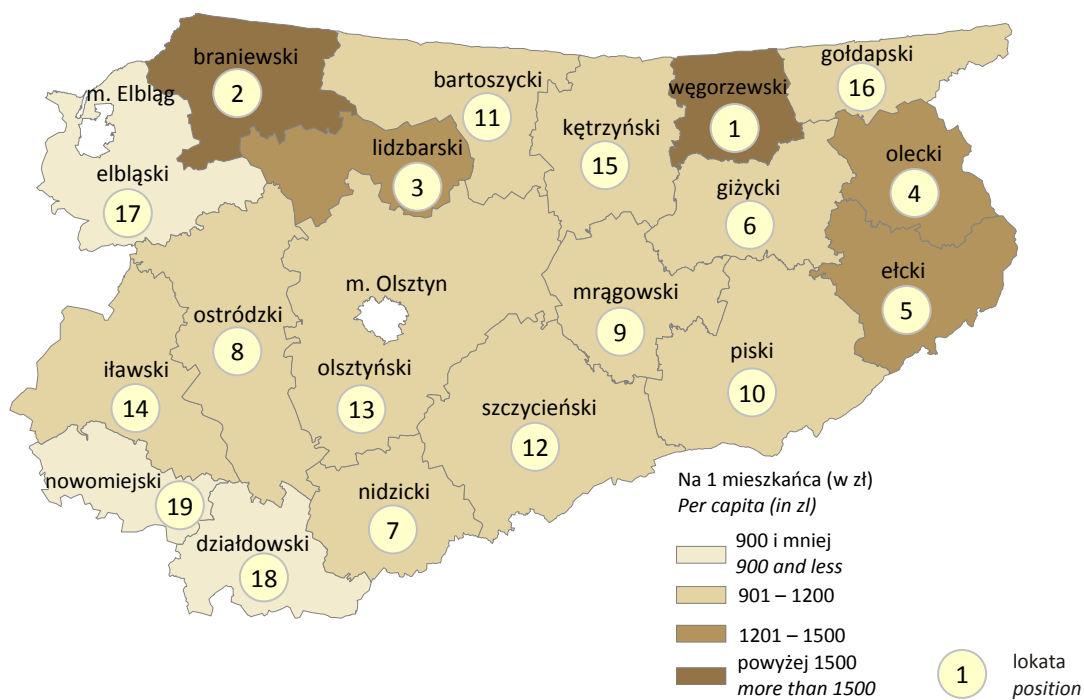 braniewski
2
m. Elbląg
bartoszycki
11
węgorzewski
1
gołdapski
16
kętrzyński
15
lidzbarski
3
olecki
4
elbląski
17
giżycki
6
ełcki
5
m. Olsztyn
mrągowski
9
ostródzki
8
piski
10
iławski
14
olsztyński
13
szczycieński
12
nowomiejski
19
nidzicki
7
działdowski
18
Na 1 mieszkańca (w zł)
Per capita (in zl)
900 i mniej
900 and less
901 – 1200
1201 – 1500
powyżej 1500
more than 1500
1
lokata
position